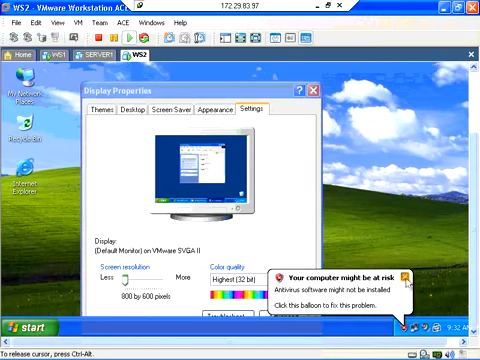 WS2 - VMware Workstation ACE
172.29.83.97
File Edit View VM Team ACE Windows Help
Home WS1 SERVER1 WS2
My Network
Places
Recycle Bin
Internet
Explorer
Display Properties
Themes Desktop Screen Saver Appearance Settings
Display:
(Default Monitor) on VMware SVGA II
Screen resolution
Less More
800 by 600 pixels
Color quality
Highest (32 bit)
Your computer might be at risk
Antivirus software might not be installed
Click this balloon to fix this problem.
start
9:32 AM
To release cursor, press Ctrl-Alt.